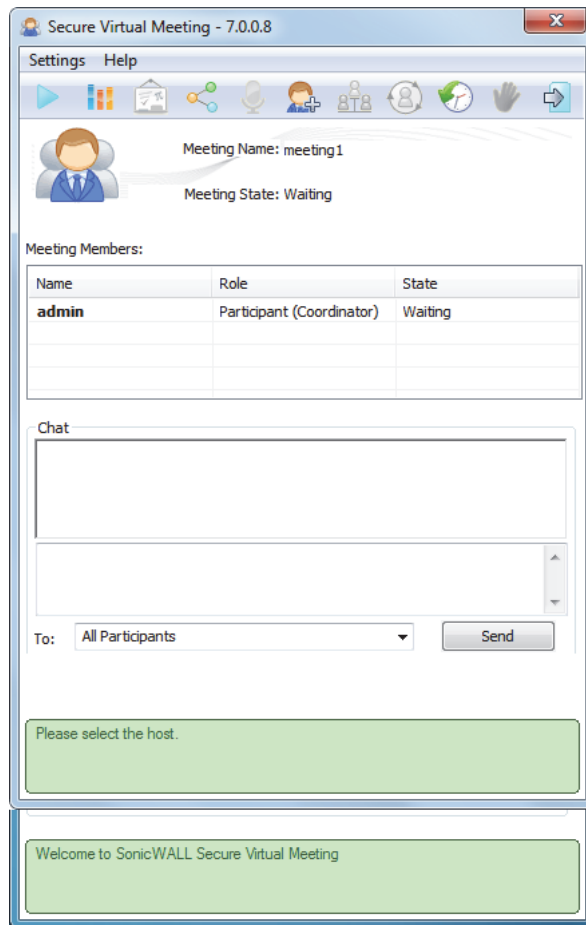 Secure Virtual Meeting - 7.0.0.8
Settings Help
Meeting Name: meeting1
Meeting State: Waiting
Meeting Members:
Name Role State
admin Participant (Coordinator) Waiting
Chat
To: All Participants Send
Please select the host.
Welcome to SonicWALL Secure Virtual Meeting